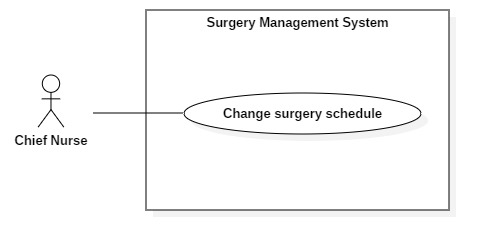 Surgery Management System
Change surgery schedule
Chief Nurse